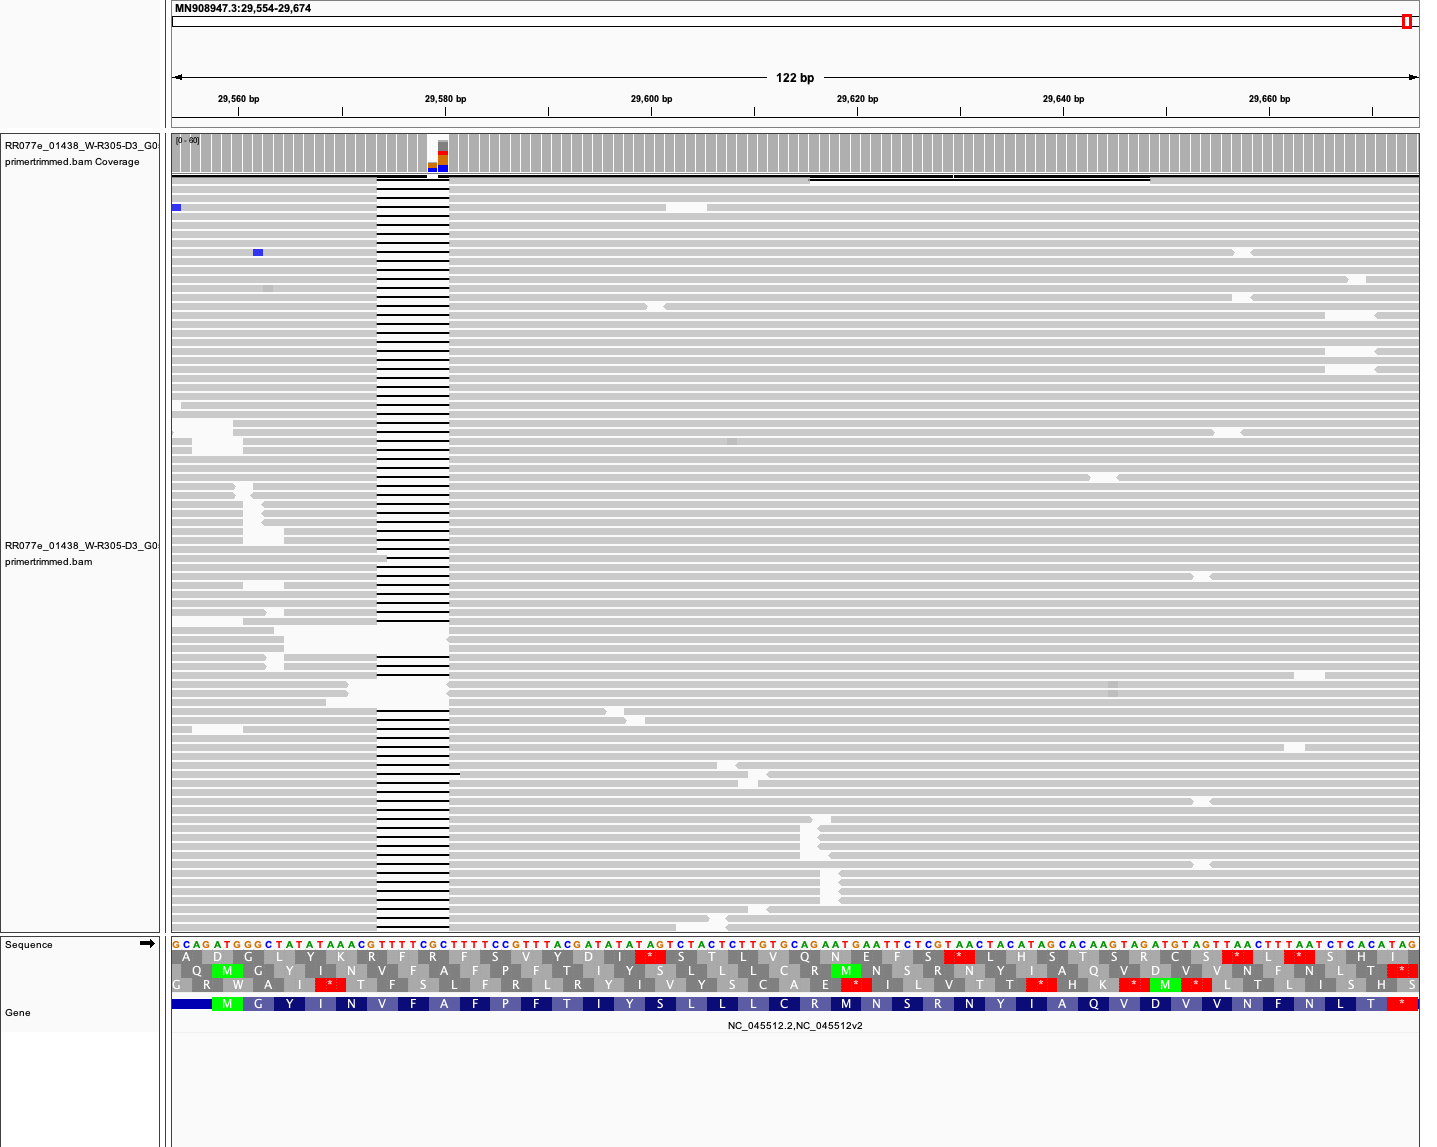 MN908947.3:29,554-29,674
122 bp
29,560 bp 29,580 bp 29,600 bp 29,620 bp 29,640 bp 29,660 bp
RR077e_01438_W-R305-D3_G0
primertrimmed.bam Coverage
[0 - 60]
RR077e_01438_W-R305-D3_G0
primertrimmed.bam
Sequence
G C A G A T G G G C T A T A T A A A C G T T T T C G C T T T T C C G T T T A C G A T A T A T A G T C T A C T C T T G T G C A G A A T G A A T T C T C G T A A C T A C A T A G C A C A A G T A G A T G T A G T T A A C T T T A A T C T C A C A T A G
A D G L Y K R F R F S V Y D I * S T L V Q N E F S * L H S T S R C S * L * S H I
Q M G Y I N V F A F P F T I Y S L L L C R M N S R N Y I A Q V D V V N F N L T *
G R W A I * T F S L F R L R Y I V Y S C A E * I L V T T * H K * M * L T L I S H S
Gene
M G Y I N V F A F P F T I Y S L L L C R M N S R N Y I A Q V D V V N F N L T *
NC_045512.2,NC_045512v2